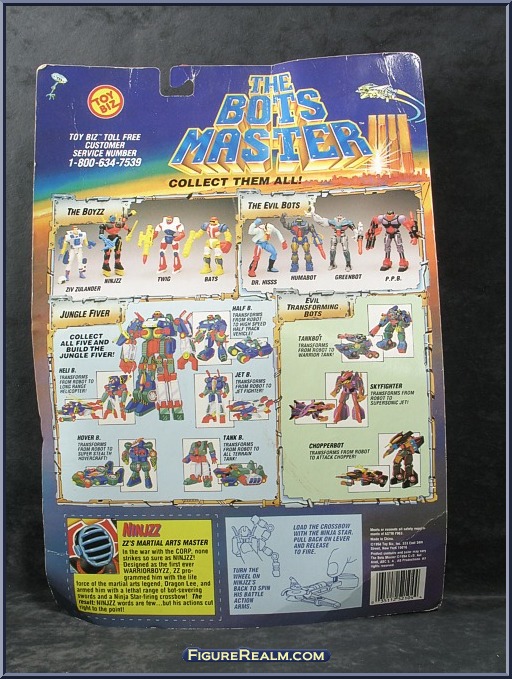 TOY BIZ
THE
BOTS
MASTER
TOY BIZ™ TOLL FREE
CUSTOMER
SERVICE NUMBER
1-800-634-7539
COLLECT THEM ALL!
THE BOYZZ
ZIV ZULANDER
NINJZZ
TWIG
BATS
THE EVIL BOTS
DR. HISSS
HUMABOT
GREENBOT
P.P.B.
JUNGLE FIVER
COLLECT
ALL FIVE AND
BUILD THE
JUNGLE FIVER!
HALF B.
TRANSFORMS
FROM ROBOT
TO HIGH SPEED
HALF TRACK
VEHICLE!
HELI B.
TRANSFORMS
FROM ROBOT TO
LONG RANGE
HELICOPTER!
JET B.
TRANSFORMS
FROM ROBOT TO
JET FIGHTER!
HOVER B.
TRANSFORMS
FROM ROBOT TO
SUPER STEALTH
HOVERCRAFT!
TANK B.
TRANSFORMS
FROM ROBOT TO
ALL TERRAIN
TANK!
EVIL
TRANSFORMING
BOTS
TANKBOT
TRANSFORMS
FROM ROBOT TO
WARRIOR TANK!
SKYFIGHTER
TRANSFORMS FROM
ROBOT TO
SUPERSONIC JET!
CHOPPERBOT
TRANSFORMS FROM ROBOT
TO ATTACK CHOPPER!
NINJZZ
ZZ'S MARTIAL ARTS MASTER
In the war with the CORP, none
strikes so sure as NINJZZ!
Designed as the first ever
WARRIORBOYZZ, ZZ pro-
grammed him with the life
force of the martial arts legend, Dragon Lee, and
armed him with a lethal range of bot-severing
swords and a Ninja Star-firing crossbow! The
result: NINJZZ words are few...but his actions cut
right to the point!
LOAD THE CROSSBOW
WITH THE NINJA STAR,
PULL BACK ON LEVER
AND RELEASE
TO FIRE.
TURN THE
WHEEL ON
NINJZZ'S
BACK TO SPIN
HIS BATTLE
ACTION
ARMS.
Made in China.
FIGUREREALM.COM